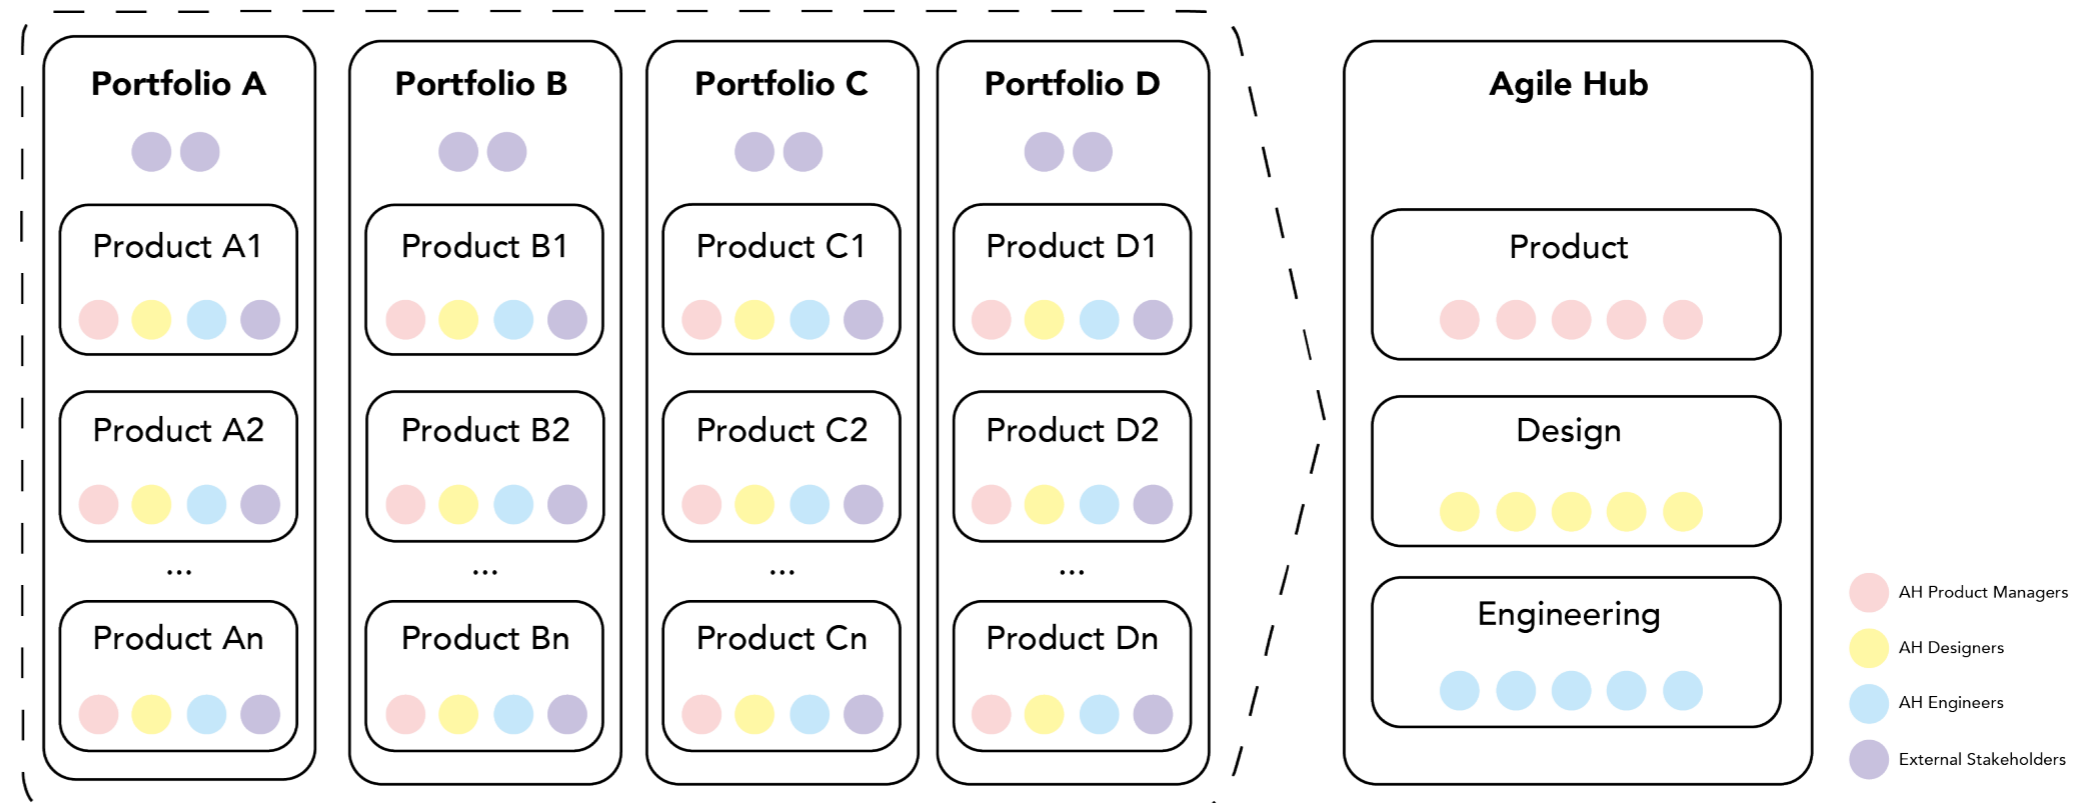 Portfolio A
Product A1
Product A2
...
Product An
Portfolio B
Product B1
Product B2
...
Product Bn
Portfolio C
Product C1
Product C2
...
Product Cn
Portfolio D
Product D1
Product D2
...
Product Dn
Agile Hub
Product
Design
Engineering
AH Product Managers
AH Designers
AH Engineers
External Stakeholders